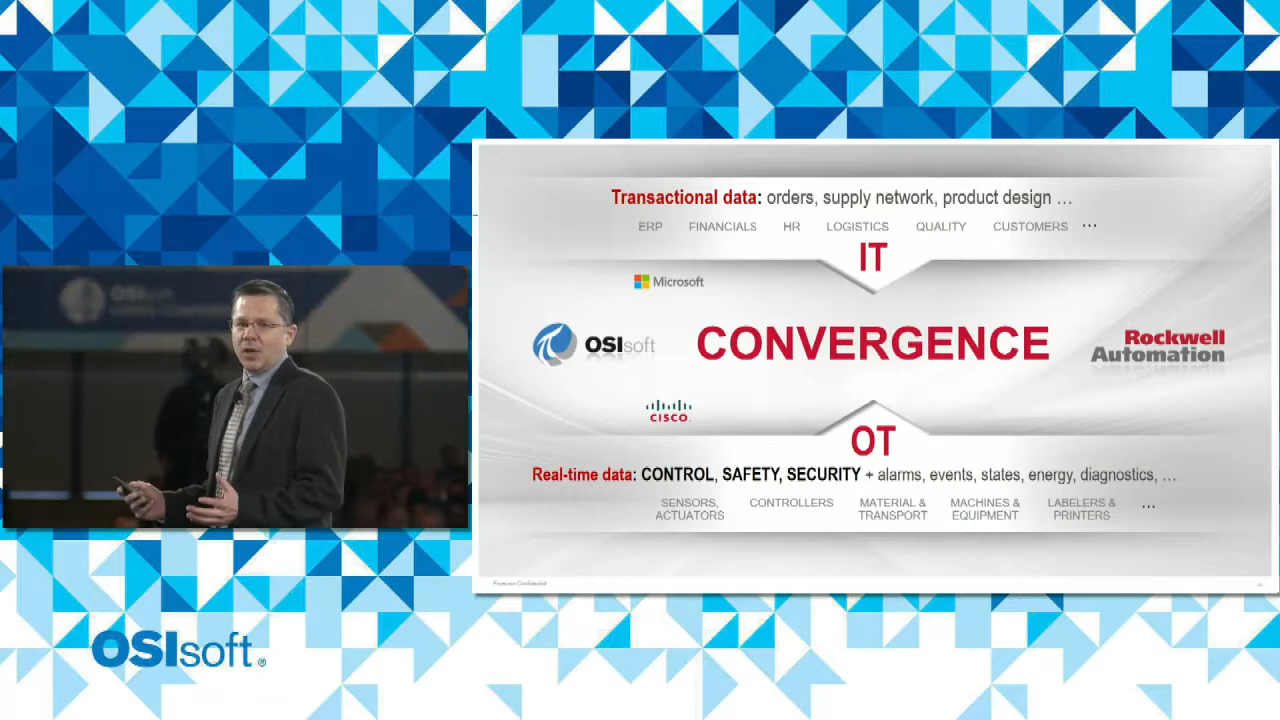 Transactional data: orders, supply network, product design …
ERP FINANCIALS HR LOGISTICS QUALITY CUSTOMERS …
IT
Microsoft
OSIsoft
CONVERGENCE
Rockwell
Automation
CISCO
OT
Real-time data: CONTROL, SAFETY, SECURITY + alarms, events, states, energy, diagnostics, …
SENSORS, ACTUATORS
CONTROLLERS
MATERIAL & TRANSPORT
MACHINES & EQUIPMENT
LABELERS & PRINTERS
…
OSIsoft
OSIsoft®